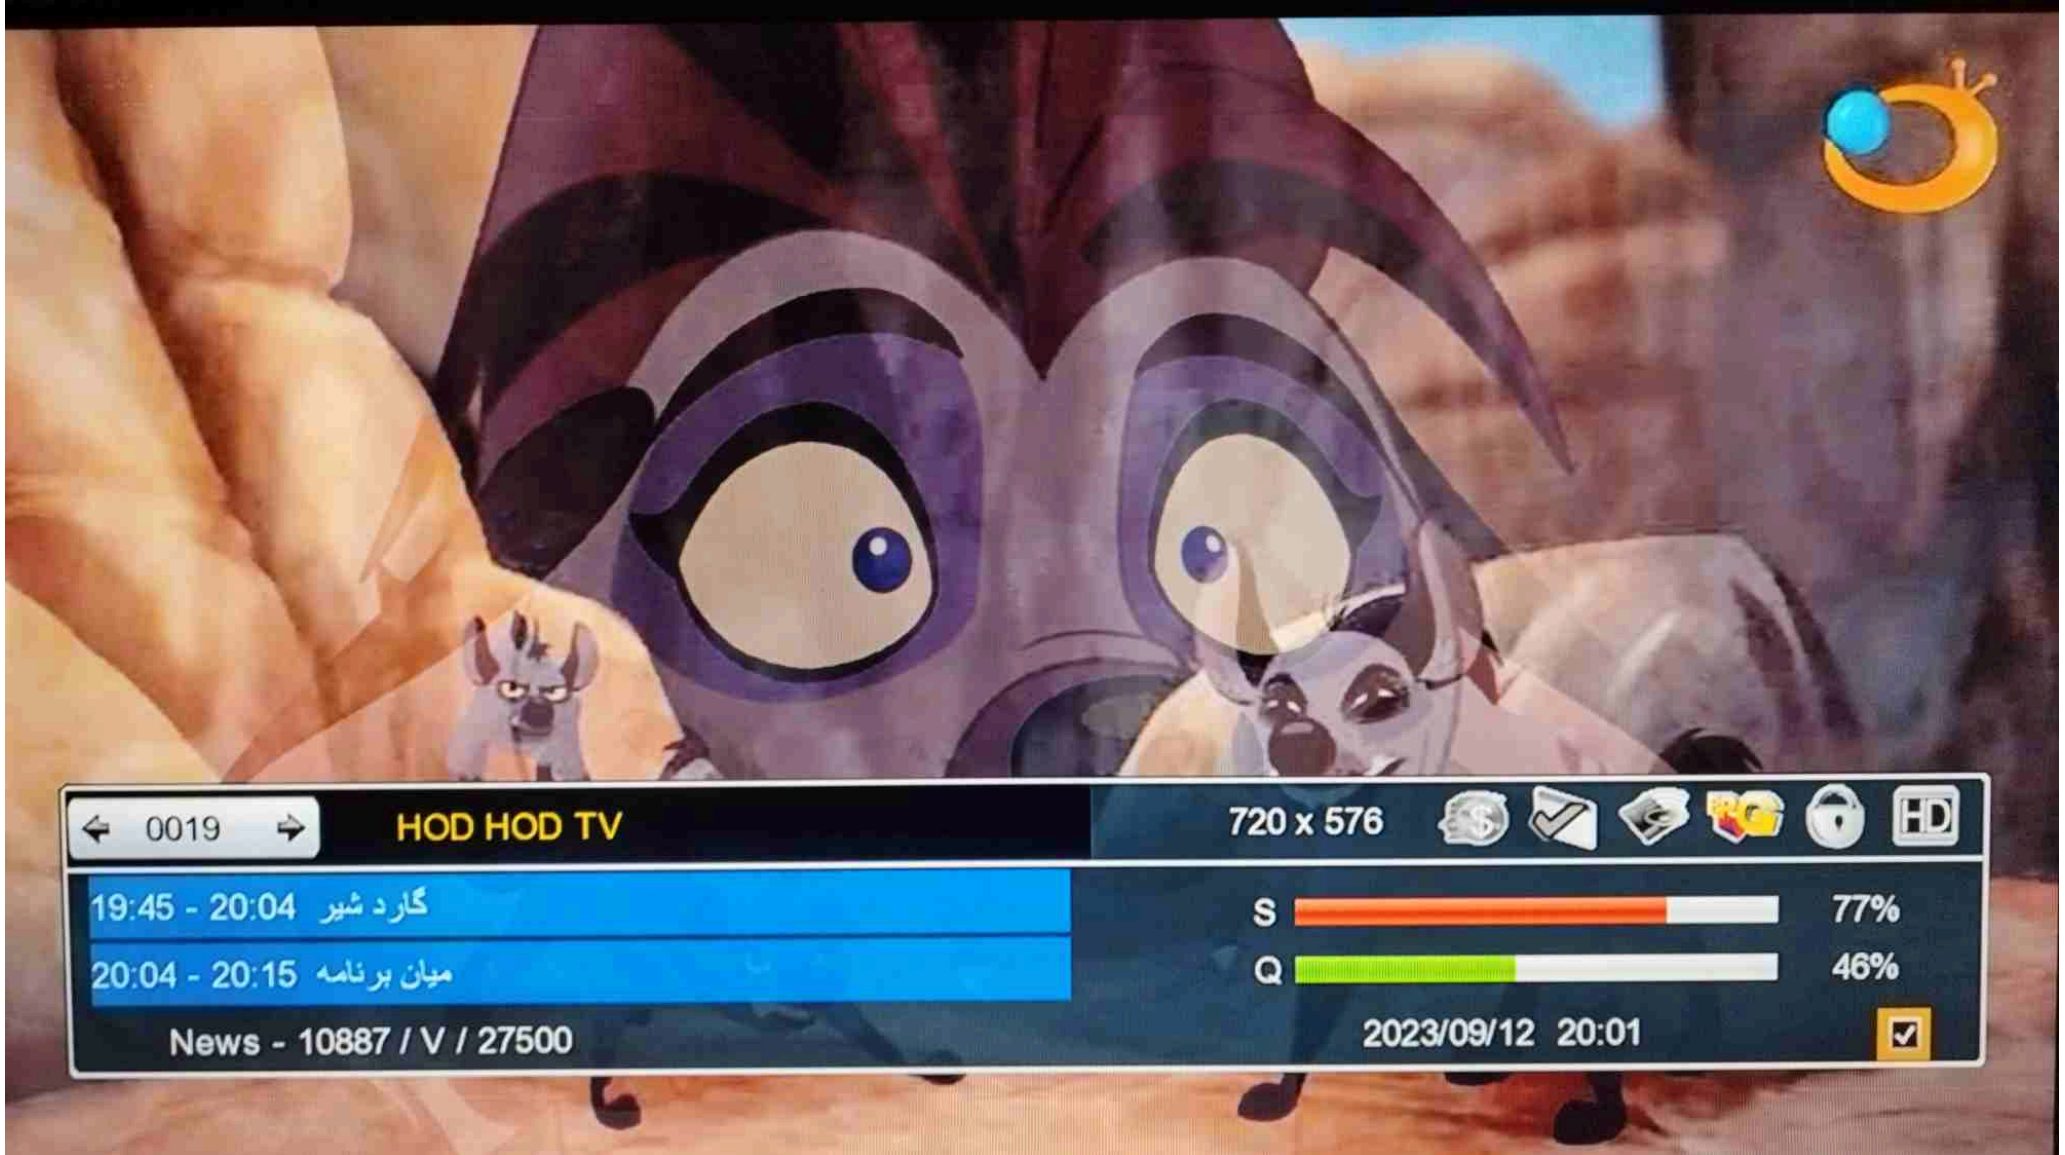 0019 HOD HOD TV 720 x 576 HD
19:45 - 20:04 گارد شیر
S 77%
20:04 - 20:15 میان برنامه
Q 46%
News - 10887 / V / 27500 2023/09/12 20:01